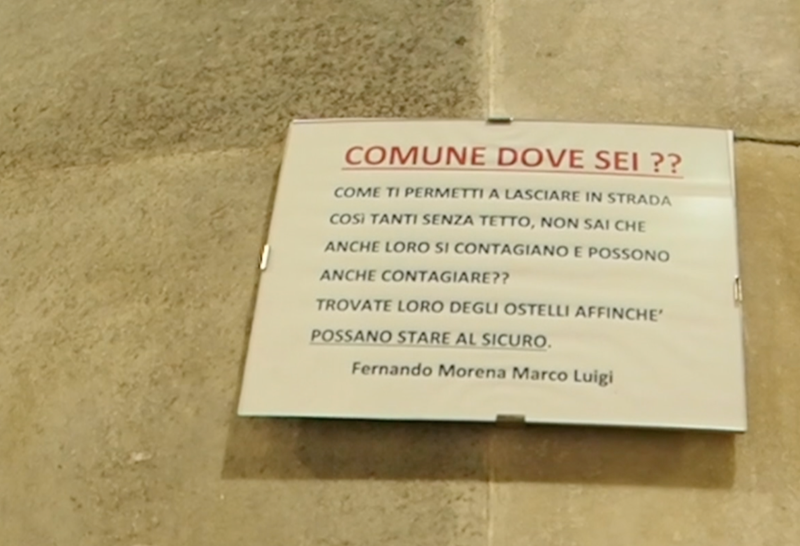 COMUNE DOVE SEI ??
COME TI PERMETTI A LASCIARE IN STRADA
COSì TANTI SENZA TETTO, NON SAI CHE
ANCHE LORO SI CONTAGIANO E POSSONO
ANCHE CONTAGIARE??
TROVATE LORO DEGLI OSTELLI AFFINCHE'
POSSANO STARE AL SICURO.
Fernando Morena Marco Luigi